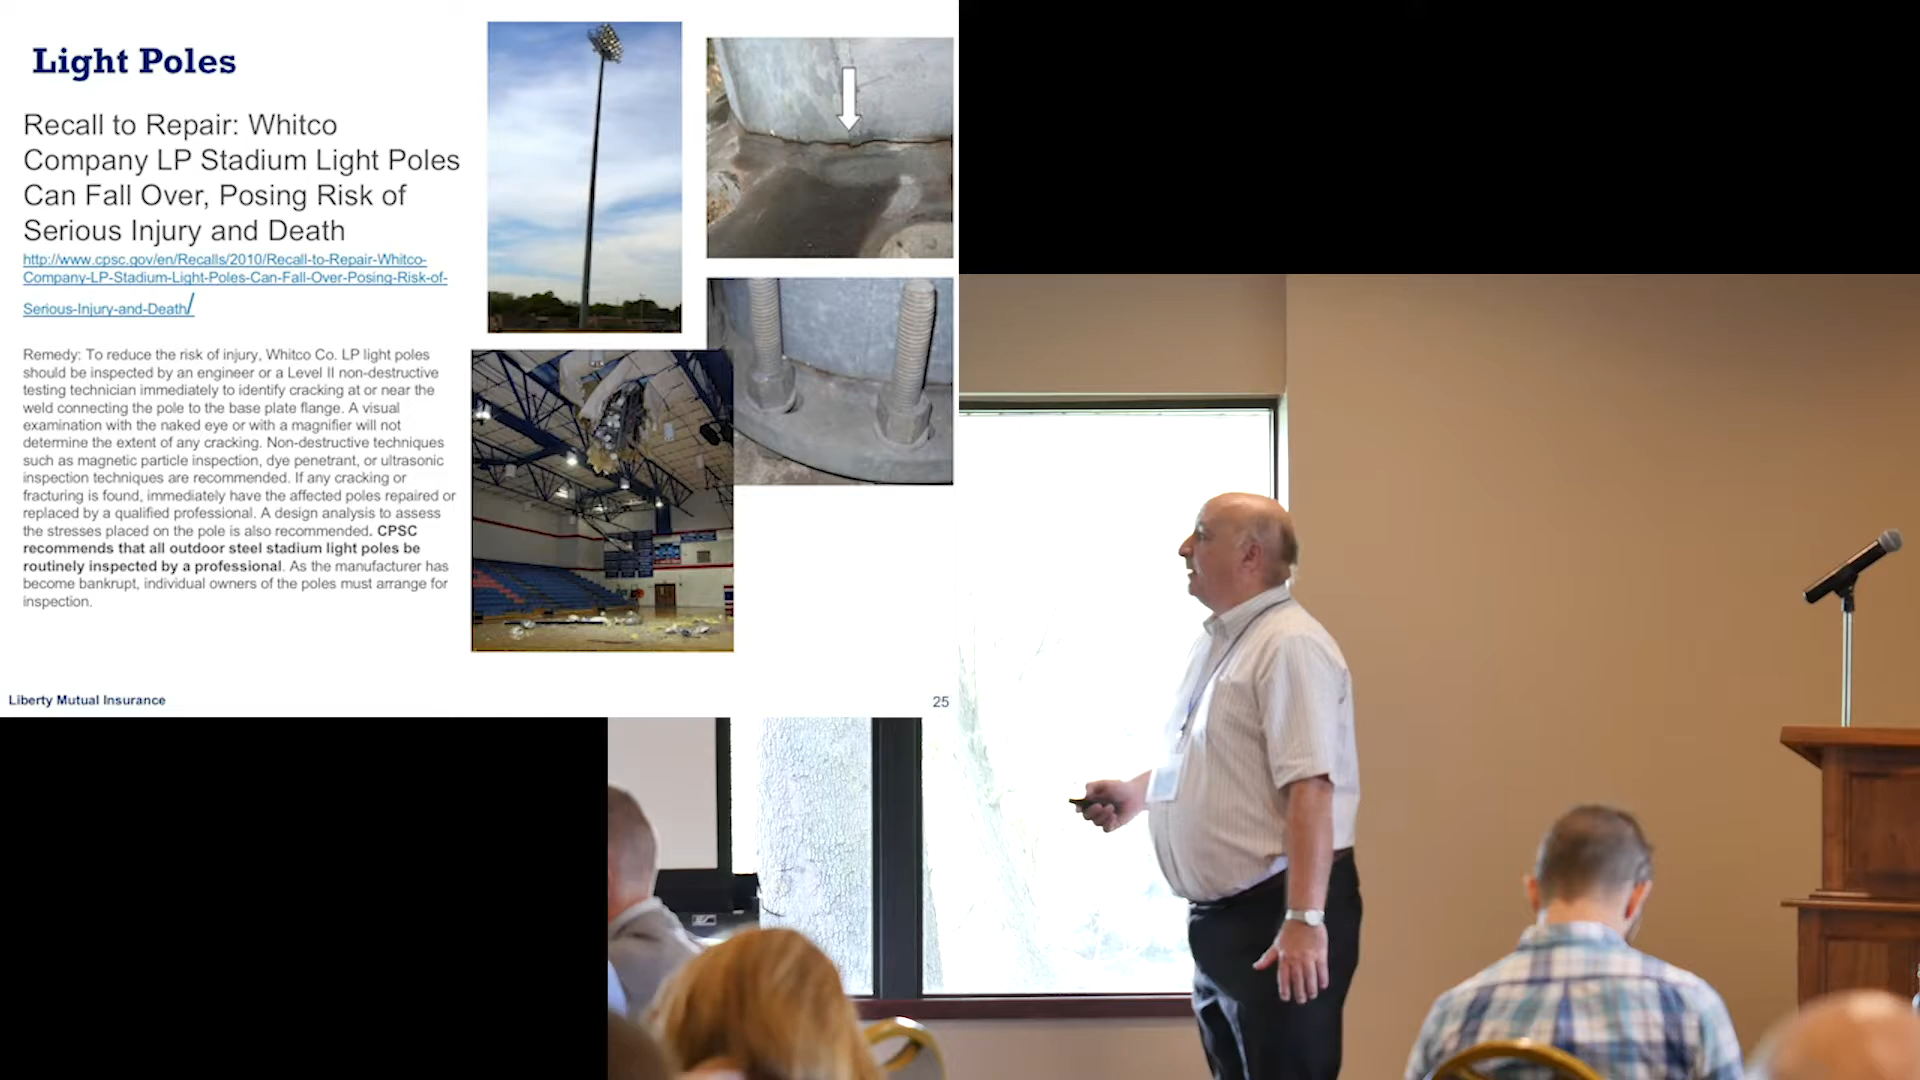 Light Poles
Recall to Repair: Whitco
Company LP Stadium Light Poles
Can Fall Over, Posing Risk of
Serious Injury and Death
http://www.cpsc.gov/en/Recalls/2010/Recall-to-Repair-Whitco-
Company-LP-Stadium-Light-Poles-Can-Fall-Over-Posing-Risk-of-
Serious-Injury-and-Death/
Remedy: To reduce the risk of injury, Whitco Co. LP light poles
should be inspected by an engineer or a Level II non-destructive
testing technician immediately to identify cracking at or near the
weld connecting the pole to the base plate flange. A visual
examination with the naked eye or with a magnifier will not
determine the extent of any cracking. Non-destructive techniques
such as magnetic particle inspection, dye penetrant, or ultrasonic
inspection techniques are recommended. If any cracking or
fracturing is found, immediately have the affected poles repaired or
replaced by a qualified professional. A design analysis to assess
the stresses placed on the pole is also recommended. CPSC
recommends that all outdoor steel stadium light poles be
routinely inspected by a professional. As the manufacturer has
become bankrupt, individual owners of the poles must arrange for
inspection.
Liberty Mutual Insurance
25